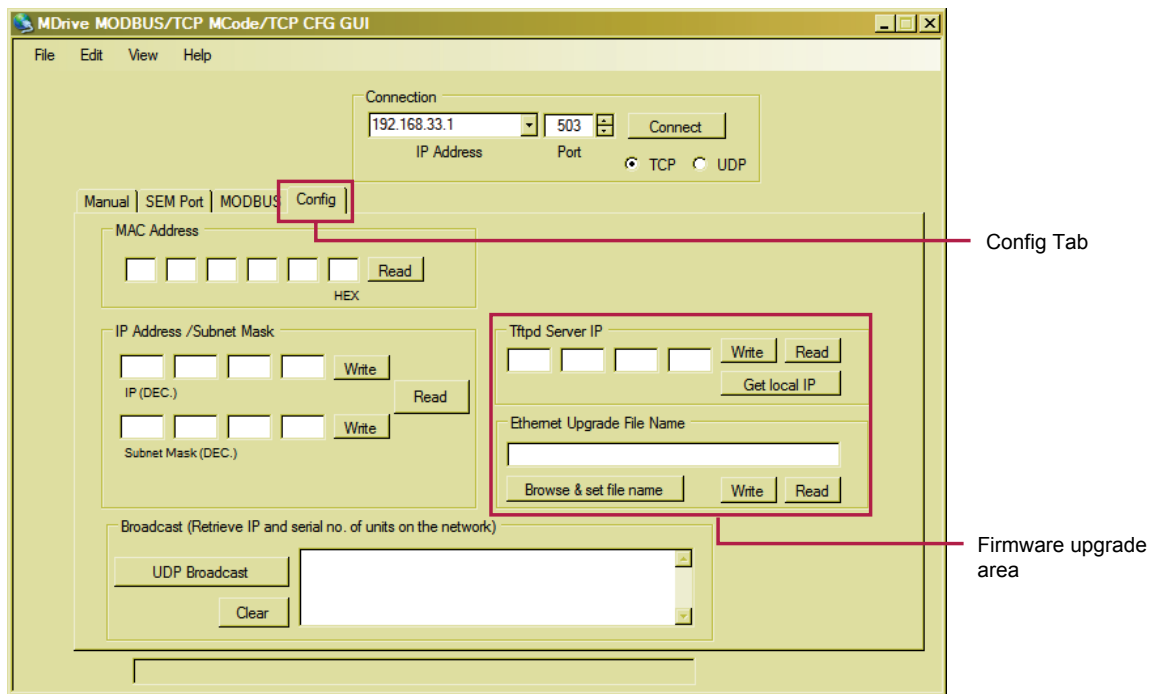 MDrive MODBUS/TCP MCode/TCP CFG GUI
File Edit View Help
Connection
192.168.33.1 503 Connect
IP Address Port
TCP UDP
Manual SEM Port MODBUS Config
MAC Address
Read
HEX
Config Tab
IP Address /Subnet Mask
Write
IP (DEC.)
Read
Write
Subnet Mask (DEC.)
Tftpd Server IP
Write Read
Get local IP
Ethernet Upgrade File Name
Browse & set file name Write Read
Firmware upgrade
area
Broadcast (Retrieve IP and serial no. of units on the network)
UDP Broadcast
Clear